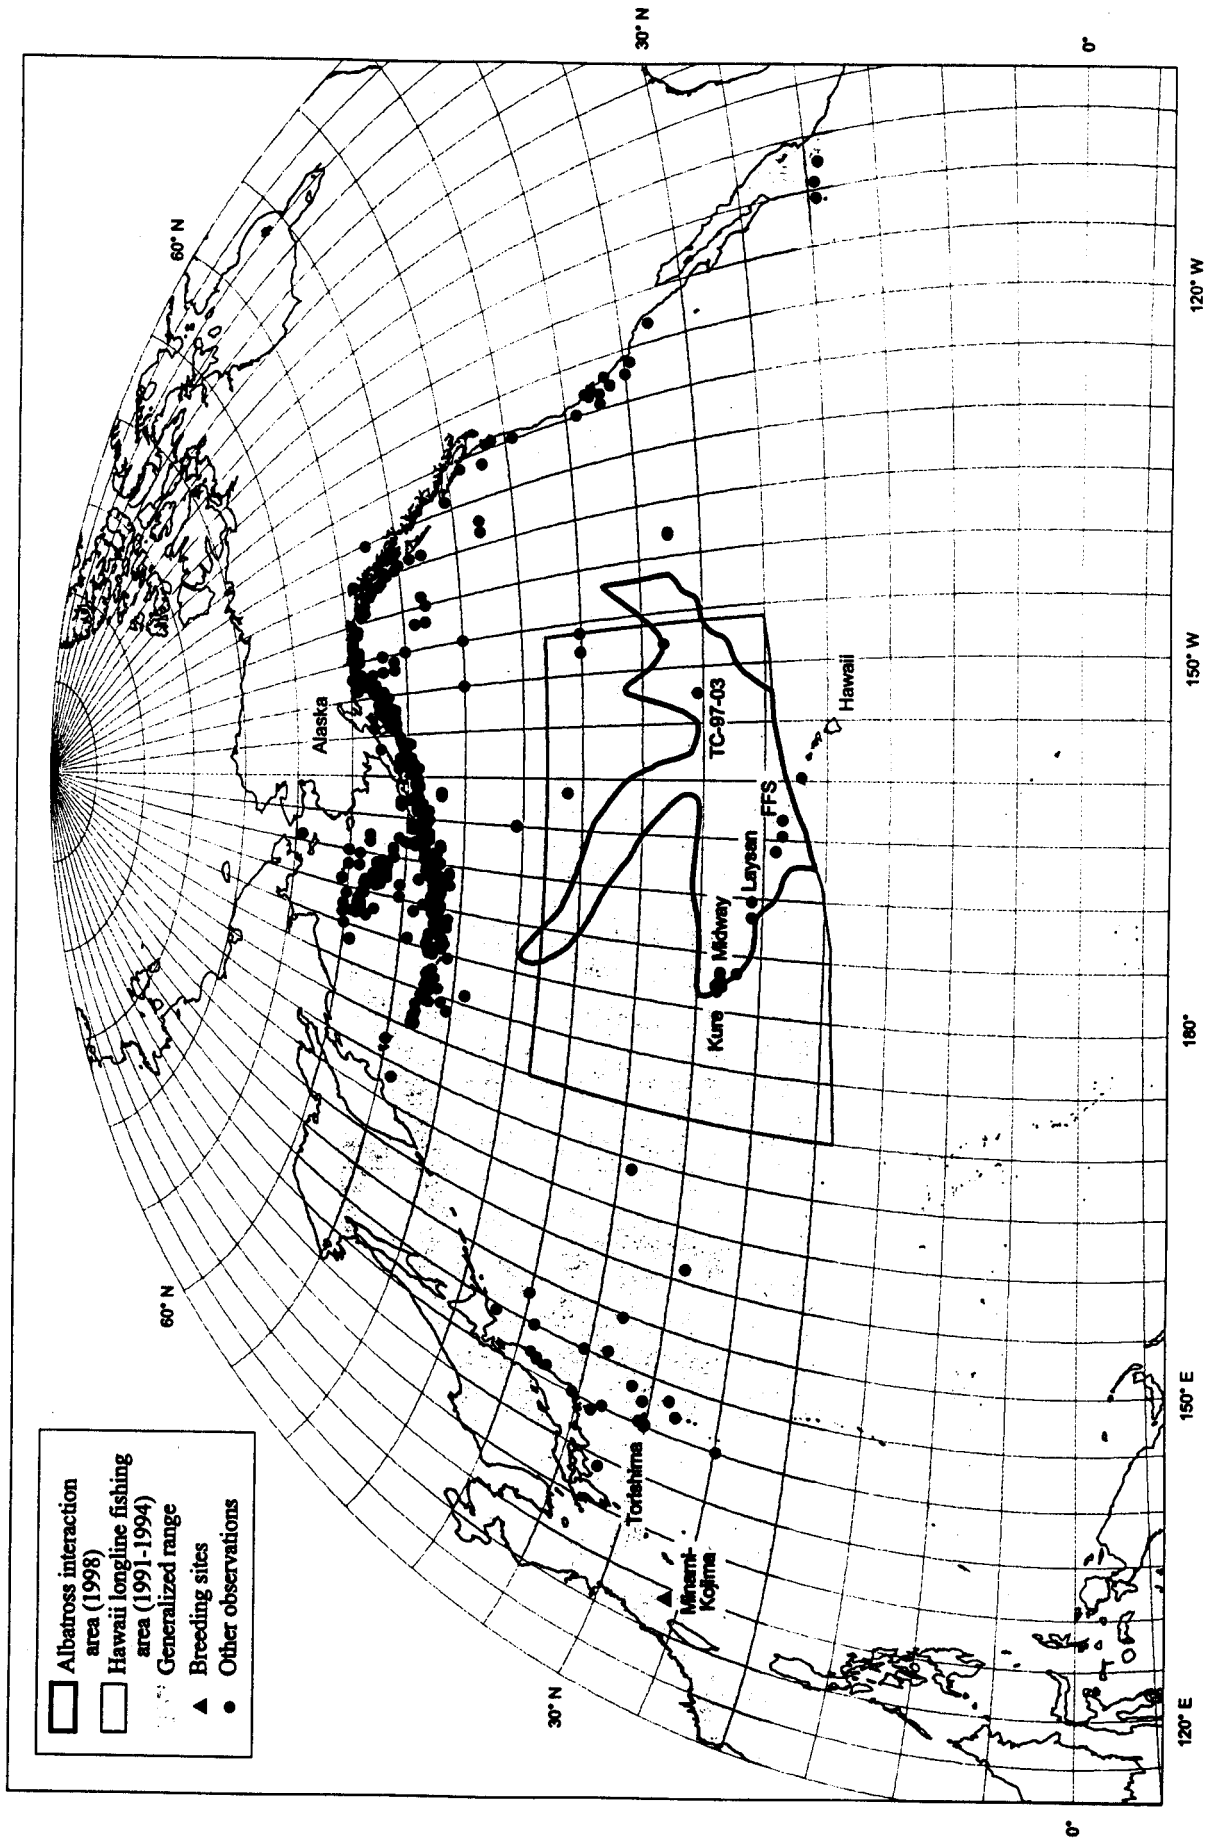 Albatross interaction
area (1998)
Hawaii longline fishing
area (1991-1994)
Generalized range
Breeding sites
Other observations
60° N
60° N
30° N
30° N
0°
0°
120° E
150° E
180°
150° W
120° W
Alaska
Torishima
Minami-
Kojima
Kure
Midway
Laysan
FFS
TC-97-03
Hawaii